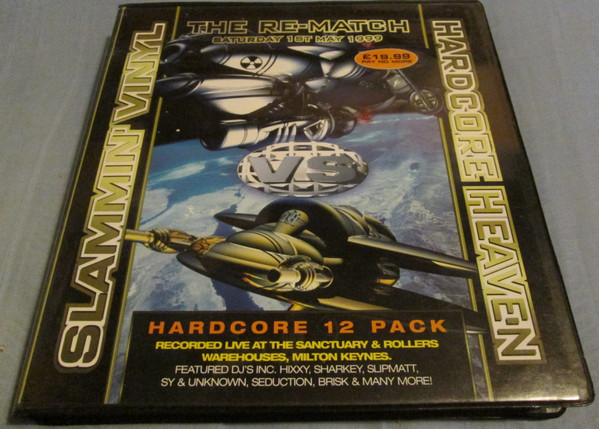 THE RE-MATCH
SATURDAY 1ST MAY 1999
£19.99
PAY NO MORE
SLAMMIN' VINYL
VS
HARDCORE HEAVEN
HARDCORE 12 PACK
RECORDED LIVE AT THE SANCTUARY & ROLLERS
WAREHOUSES, MILTON KEYNES.
FEATURED DJ'S INC. HIXXY, SHARKEY, SLIPMATT,
SY & UNKNOWN, SEDUCTION, BRISK & MANY MORE!